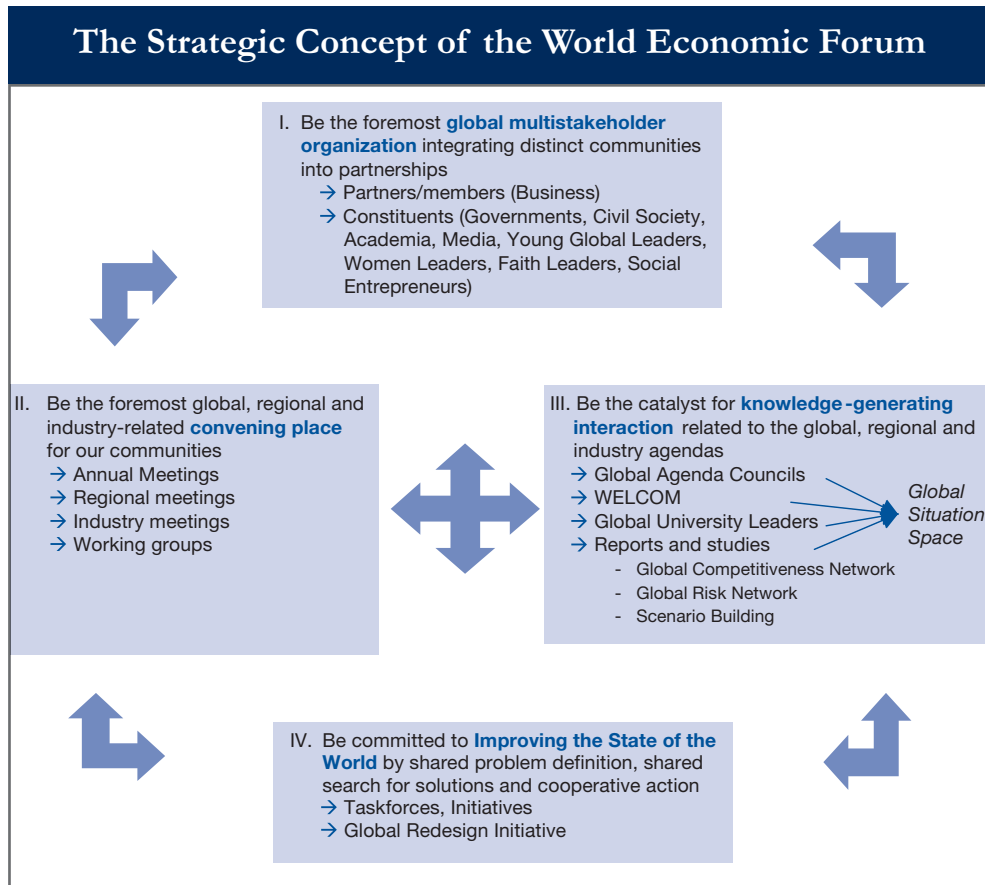 The Strategic Concept of the World Economic Forum
I. Be the foremost global multistakeholder
organization integrating distinct communities
into partnerships
→ Partners/members (Business)
→ Constituents (Governments, Civil Society,
Academia, Media, Young Global Leaders,
Women Leaders, Faith Leaders, Social
Entrepreneurs)
II. Be the foremost global, regional and
industry-related convening place
for our communities
→ Annual Meetings
→ Regional meetings
→ Industry meetings
→ Working groups
III. Be the catalyst for knowledge-generating
interaction related to the global, regional and
industry agendas
→ Global Agenda Councils
→ WELCOM
→ Global University Leaders
→ Reports and studies
- Global Competitiveness Network
- Global Risk Network
- Scenario Building
Global
Situation
Space
IV. Be committed to Improving the State of the
World by shared problem definition, shared
search for solutions and cooperative action
→ Taskforces, Initiatives
→ Global Redesign Initiative